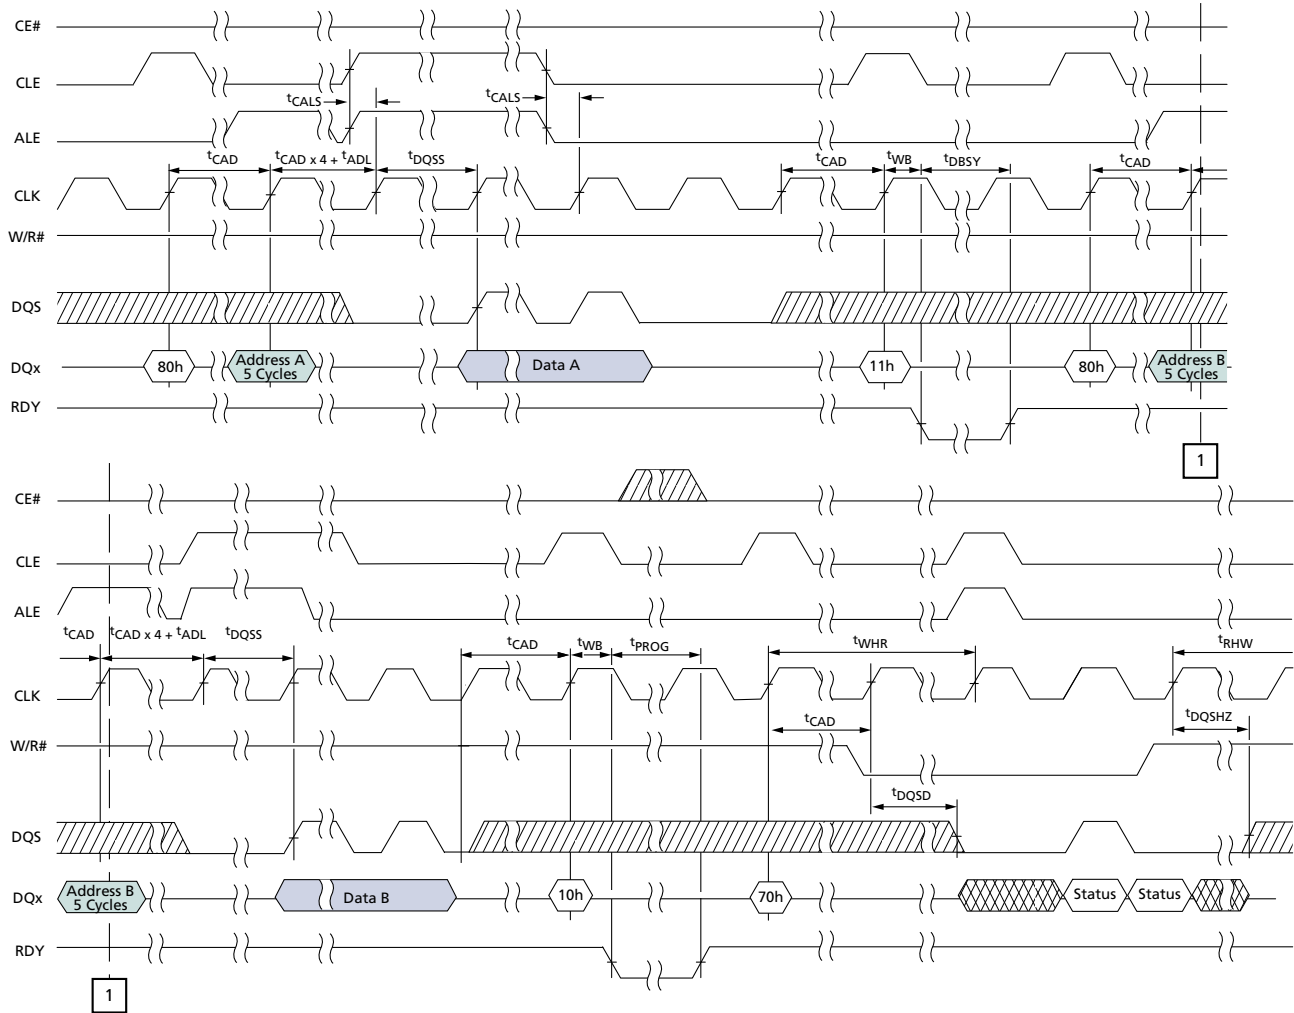 CE#
CLE
tCALS
tCALS
ALE
tCAD
tCAD x 4 + tADL
tDQSS
tCAD
tWB
tDBSY
tCAD
CLK
W/R#
DQS
DQx
80h
Address A
5 Cycles
Data A
11h
80h
Address B
5 Cycles
RDY
1
CE#
CLE
ALE
tCAD
tCAD x 4 + tADL
tDQSS
tCAD
tWB
tPROG
tWHR
tRHW
CLK
tCAD
tDQSHZ
W/R#
tDQSD
DQS
DQx
Address B
5 Cycles
Data B
10h
70h
Status
Status
RDY
1